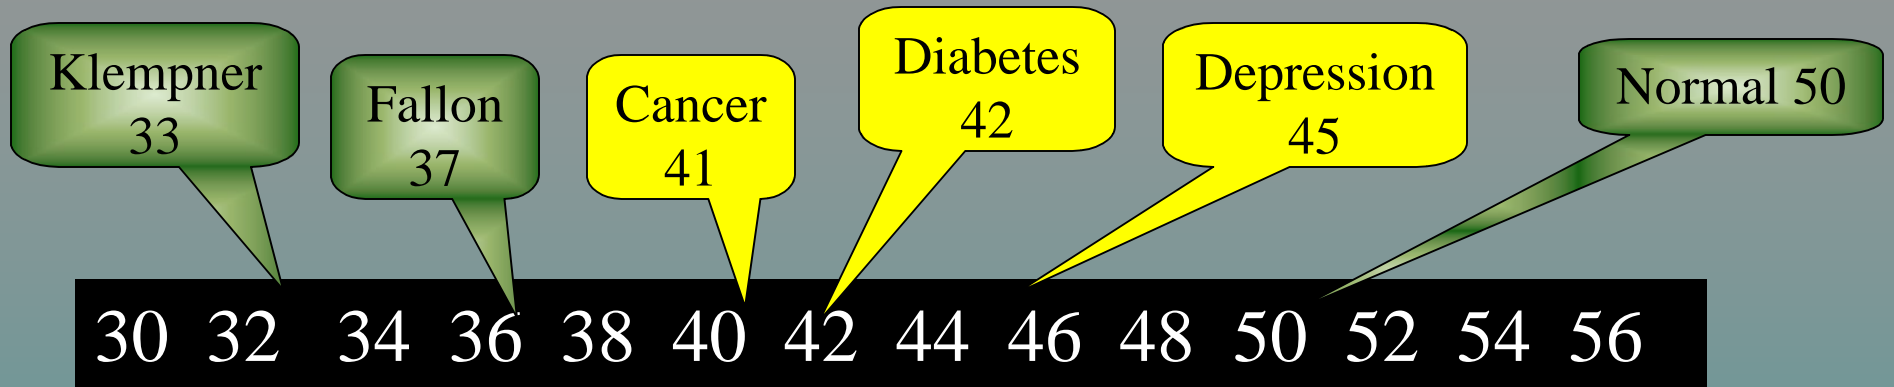 Klempner
33
Fallon
37
Cancer
41
Diabetes
42
Depression
45
Normal 50
30 32 34 36 38 40 42 44 46 48 50 52 54 56